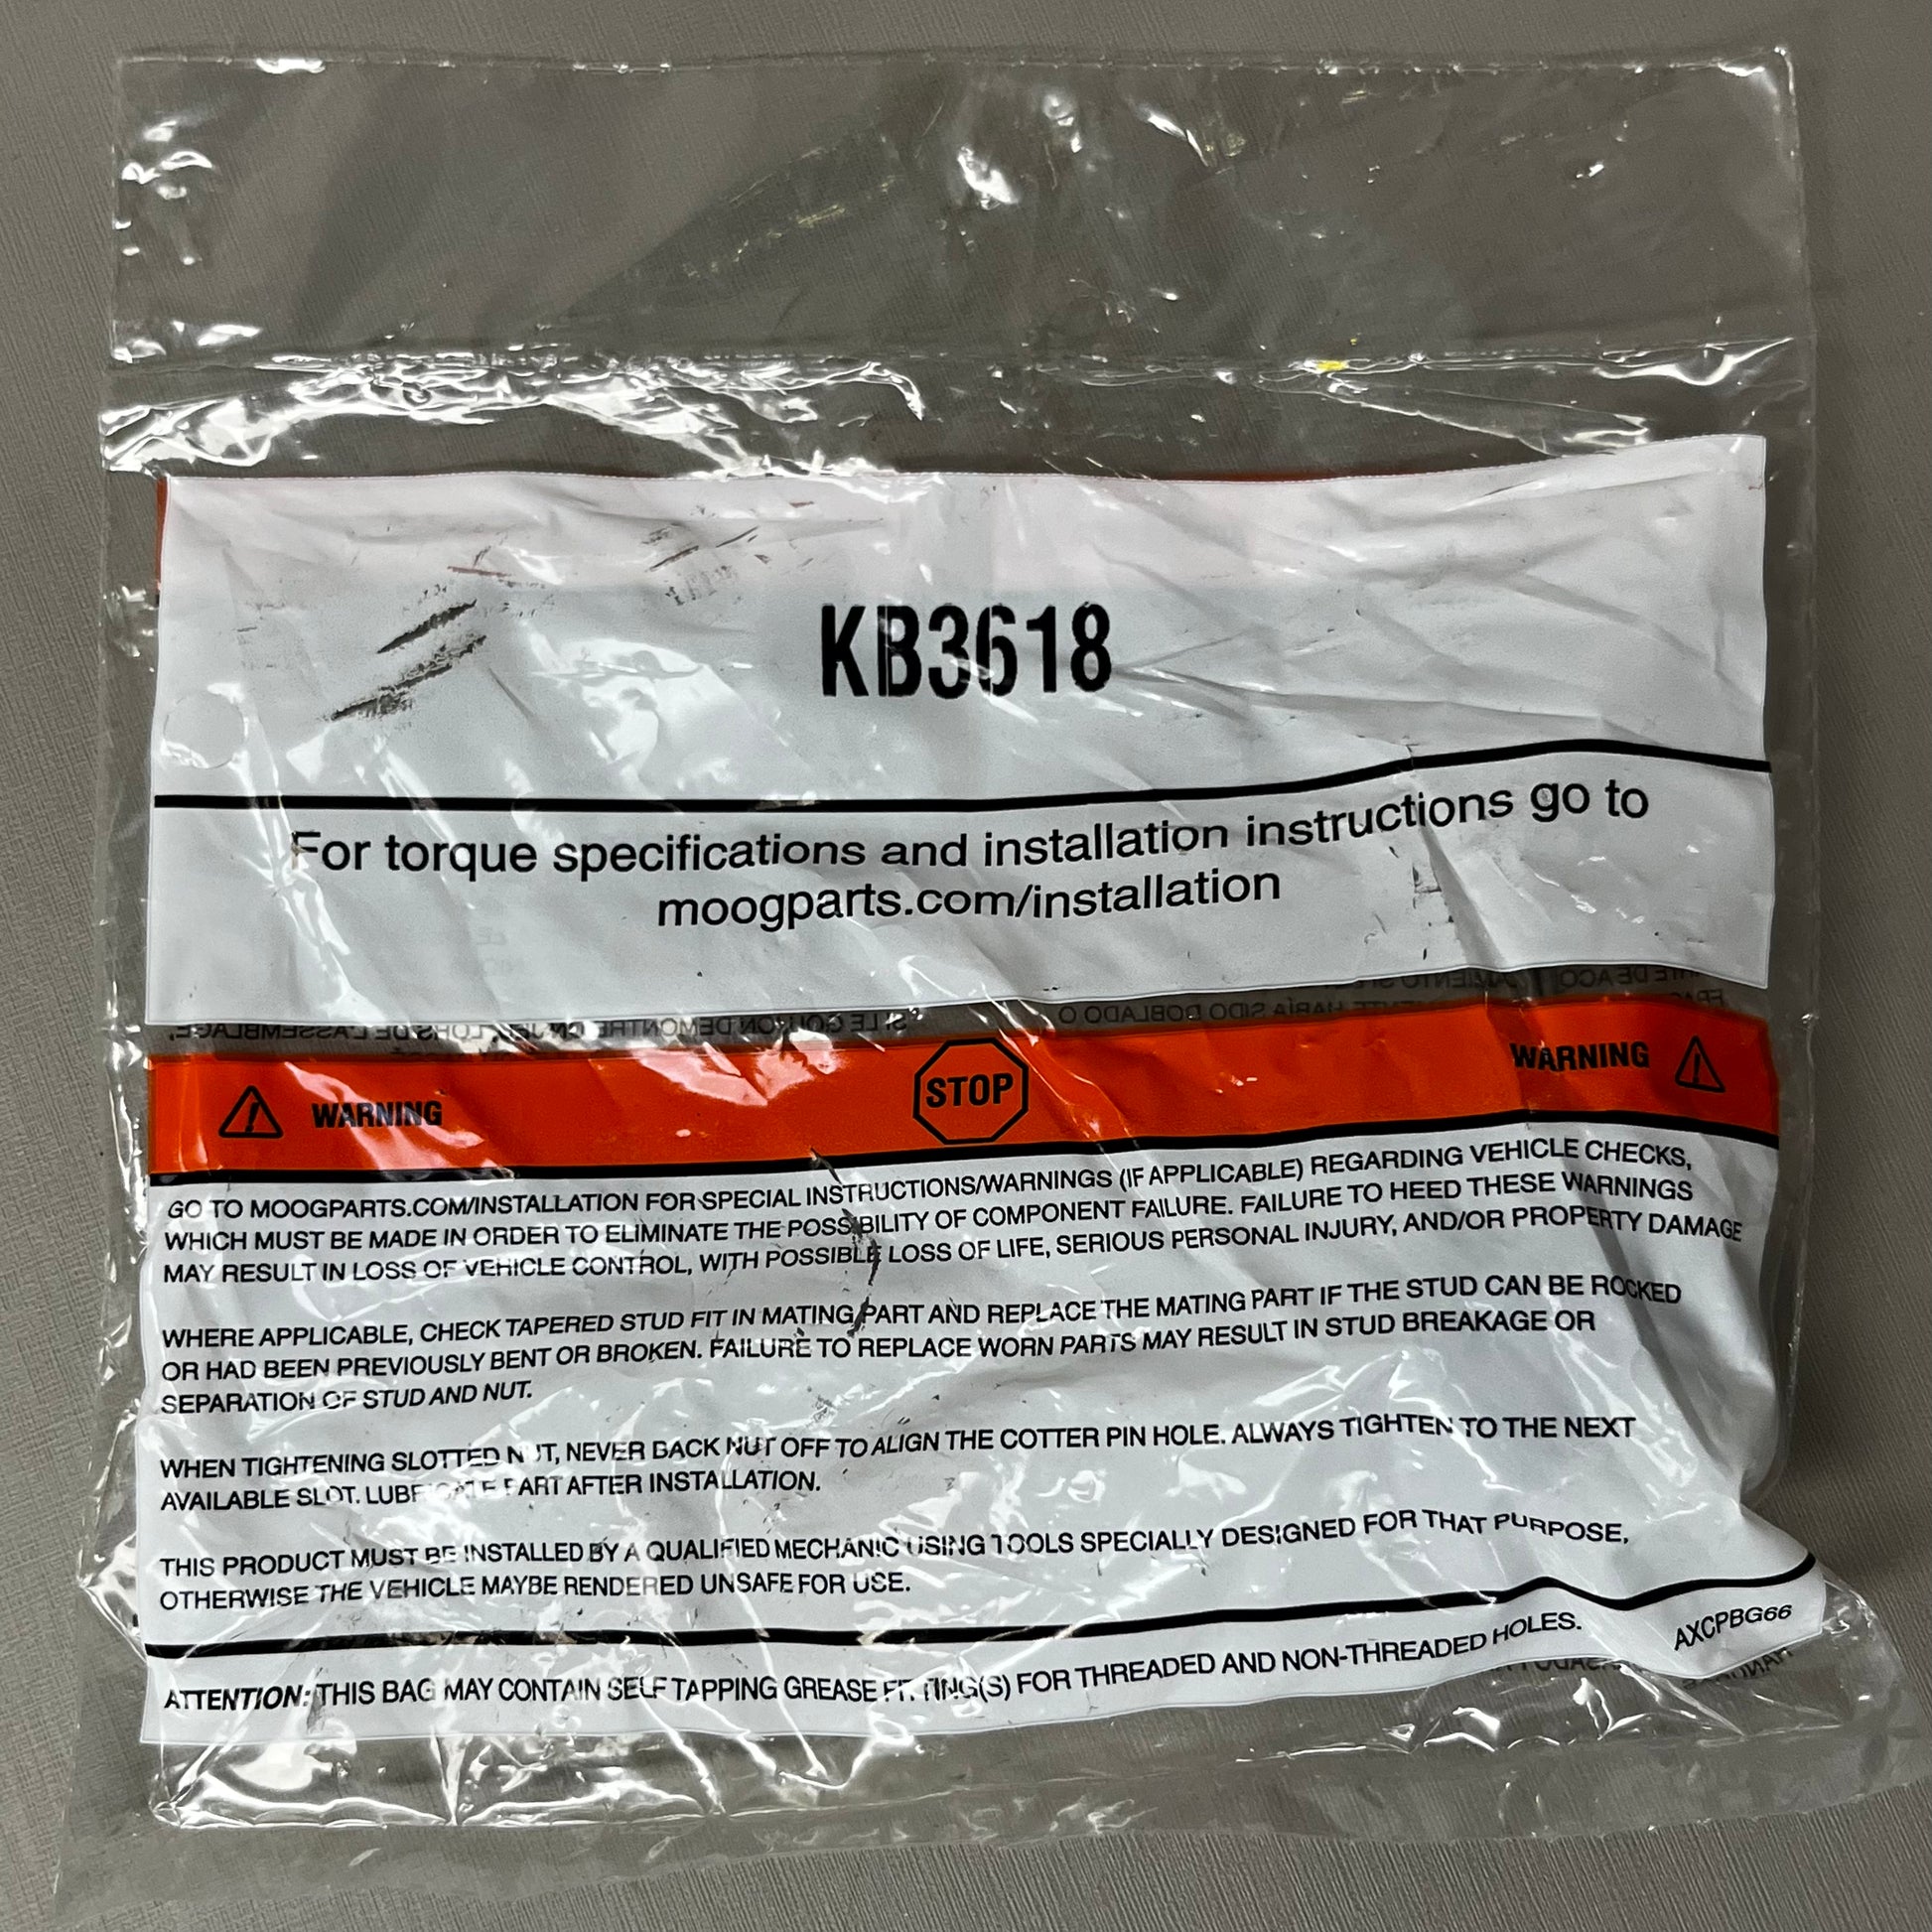 KB3618
For torque specifications and installation instructions go to
moogparts.com/installation
WARNING STOP WARNING
GO TO MOOGPARTS.COM/INSTALLATION FOR SPECIAL INSTRUCTIONS/WARNINGS (IF APPLICABLE) REGARDING VEHICLE CHECKS,
WHICH MUST BE MADE IN ORDER TO ELIMINATE THE POSSIBILITY OF COMPONENT FAILURE. FAILURE TO HEED THESE WARNINGS
MAY RESULT IN LOSS OF VEHICLE CONTROL, WITH POSSIBLE LOSS OF LIFE, SERIOUS PERSONAL INJURY, AND/OR PROPERTY DAMAGE
WHERE APPLICABLE, CHECK TAPERED STUD FIT IN MATING PART AND REPLACE THE MATING PART IF THE STUD CAN BE ROCKED
OR HAD BEEN PREVIOUSLY BENT OR BROKEN. FAILURE TO REPLACE WORN PARTS MAY RESULT IN STUD BREAKAGE OR
SEPARATION OF STUD AND NUT.
WHEN TIGHTENING SLOTTED NUT, NEVER BACK NUT OFF TO ALIGN THE COTTER PIN HOLE. ALWAYS TIGHTEN TO THE NEXT
AVAILABLE SLOT. LUBRICATE PART AFTER INSTALLATION.
THIS PRODUCT MUST BE INSTALLED BY A QUALIFIED MECHANIC USING TOOLS SPECIALLY DESIGNED FOR THAT PURPOSE,
OTHERWISE THE VEHICLE MAYBE RENDERED UNSAFE FOR USE.
ATTENTION: THIS BAG MAY CONTAIN SELF TAPPING GREASE FITTING(S) FOR THREADED AND NON-THREADED HOLES.
AXCPBG66